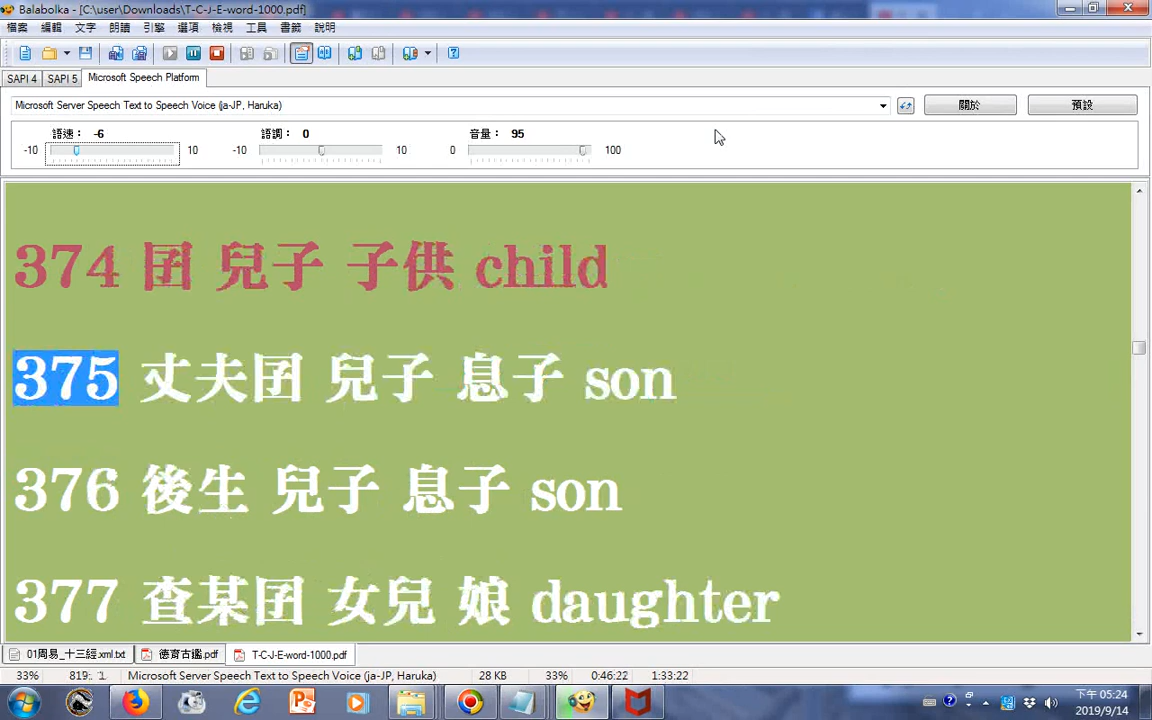 Balabolka - [C:\user\Downloads\T-C-J-E-word-1000.pdf]
檔案 編輯 文字 朗讀 引擎 選項 檢視 工具 書籤 說明
SAPI 4 SAPI 5 Microsoft Speech Platform
Microsoft Server Speech Text to Speech Voice (ja-JP, Haruka) 關於 預設
語速： -6 語調： 0 音量： 95
-10 10 -10 10 0 100
374 囝 兒子 子供 child
375 丈夫囝 兒子 息子 son
376 後生 兒子 息子 son
377 查某囝 女兒 娘 daughter
01周易_十三經.xml.txt 德育古鑑.pdf T-C-J-E-word-1000.pdf
33% 819:. 1. Microsoft Server Speech Text to Speech Voice (ja-JP, Haruka) 28 KB 33% 0:46:22 1:33:22
下午 05:24
2019/9/14